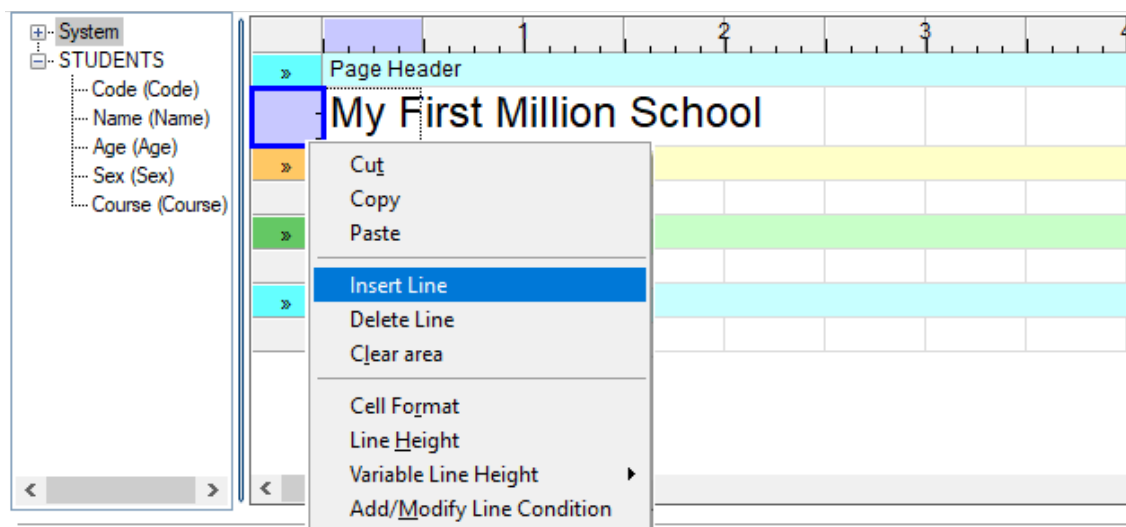 System
STUDENTS
Code (Code)
Name (Name)
Age (Age)
Sex (Sex)
Course (Course)
1 2 3 4
» Page Header
My First Million School
»
»
»
Cut
Copy
Paste
Insert Line
Delete Line
Clear area
Cell Format
Line Height
Variable Line Height
Add/Modify Line Condition